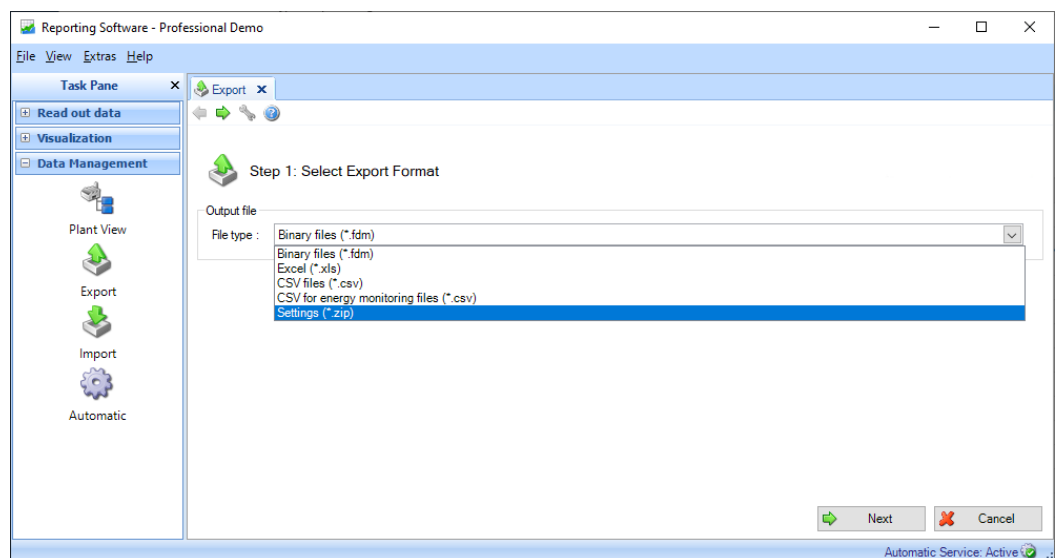 Reporting Software - Professional Demo
File View Extras Help
Task Pane
Export
Read out data
Visualization
Data Management
Plant View
Export
Import
Automatic
Step 1: Select Export Format
Output file
File type : Binary files (*.fdm)
Binary files (*.fdm)
Excel (*.xls)
CSV files (*.csv)
CSV for energy monitoring files (*.csv)
Settings (*.zip)
Next Cancel
Automatic Service: Active